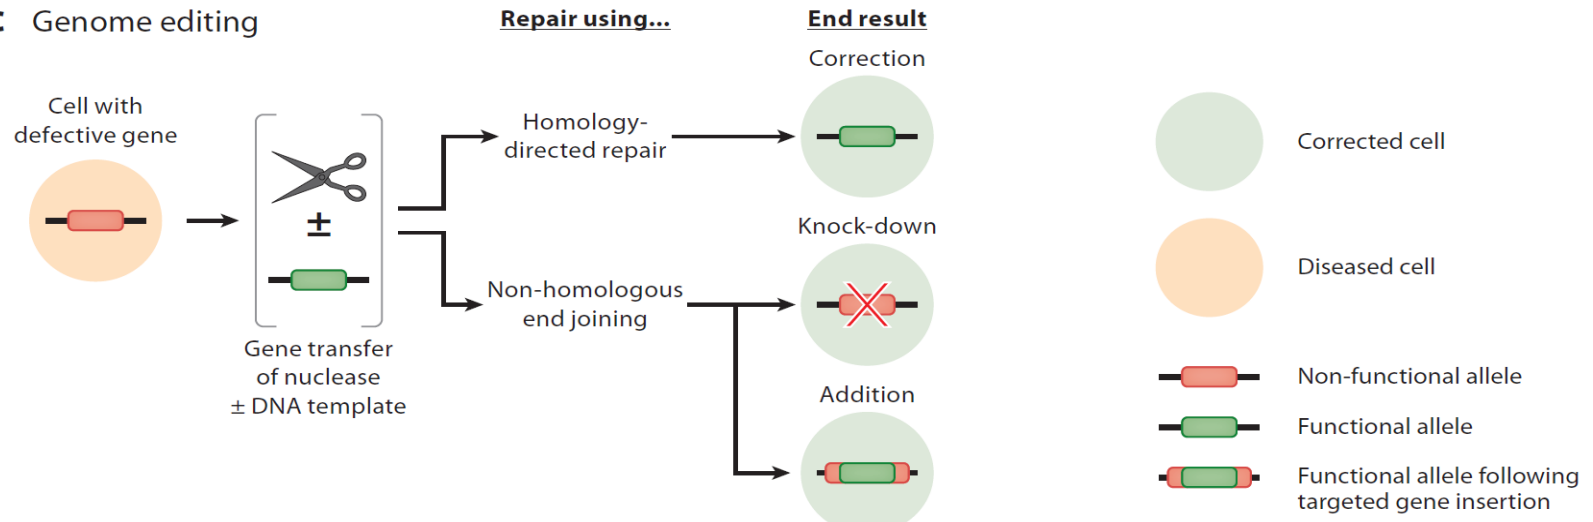 C Genome editing
Repair using...
End result
Cell with
defective gene
±
Gene transfer
of nuclease
± DNA template
Homology-
directed repair
Non-homologous
end joining
Correction
Knock-down
Addition
Corrected cell
Diseased cell
Non-functional allele
Functional allele
Functional allele following
targeted gene insertion